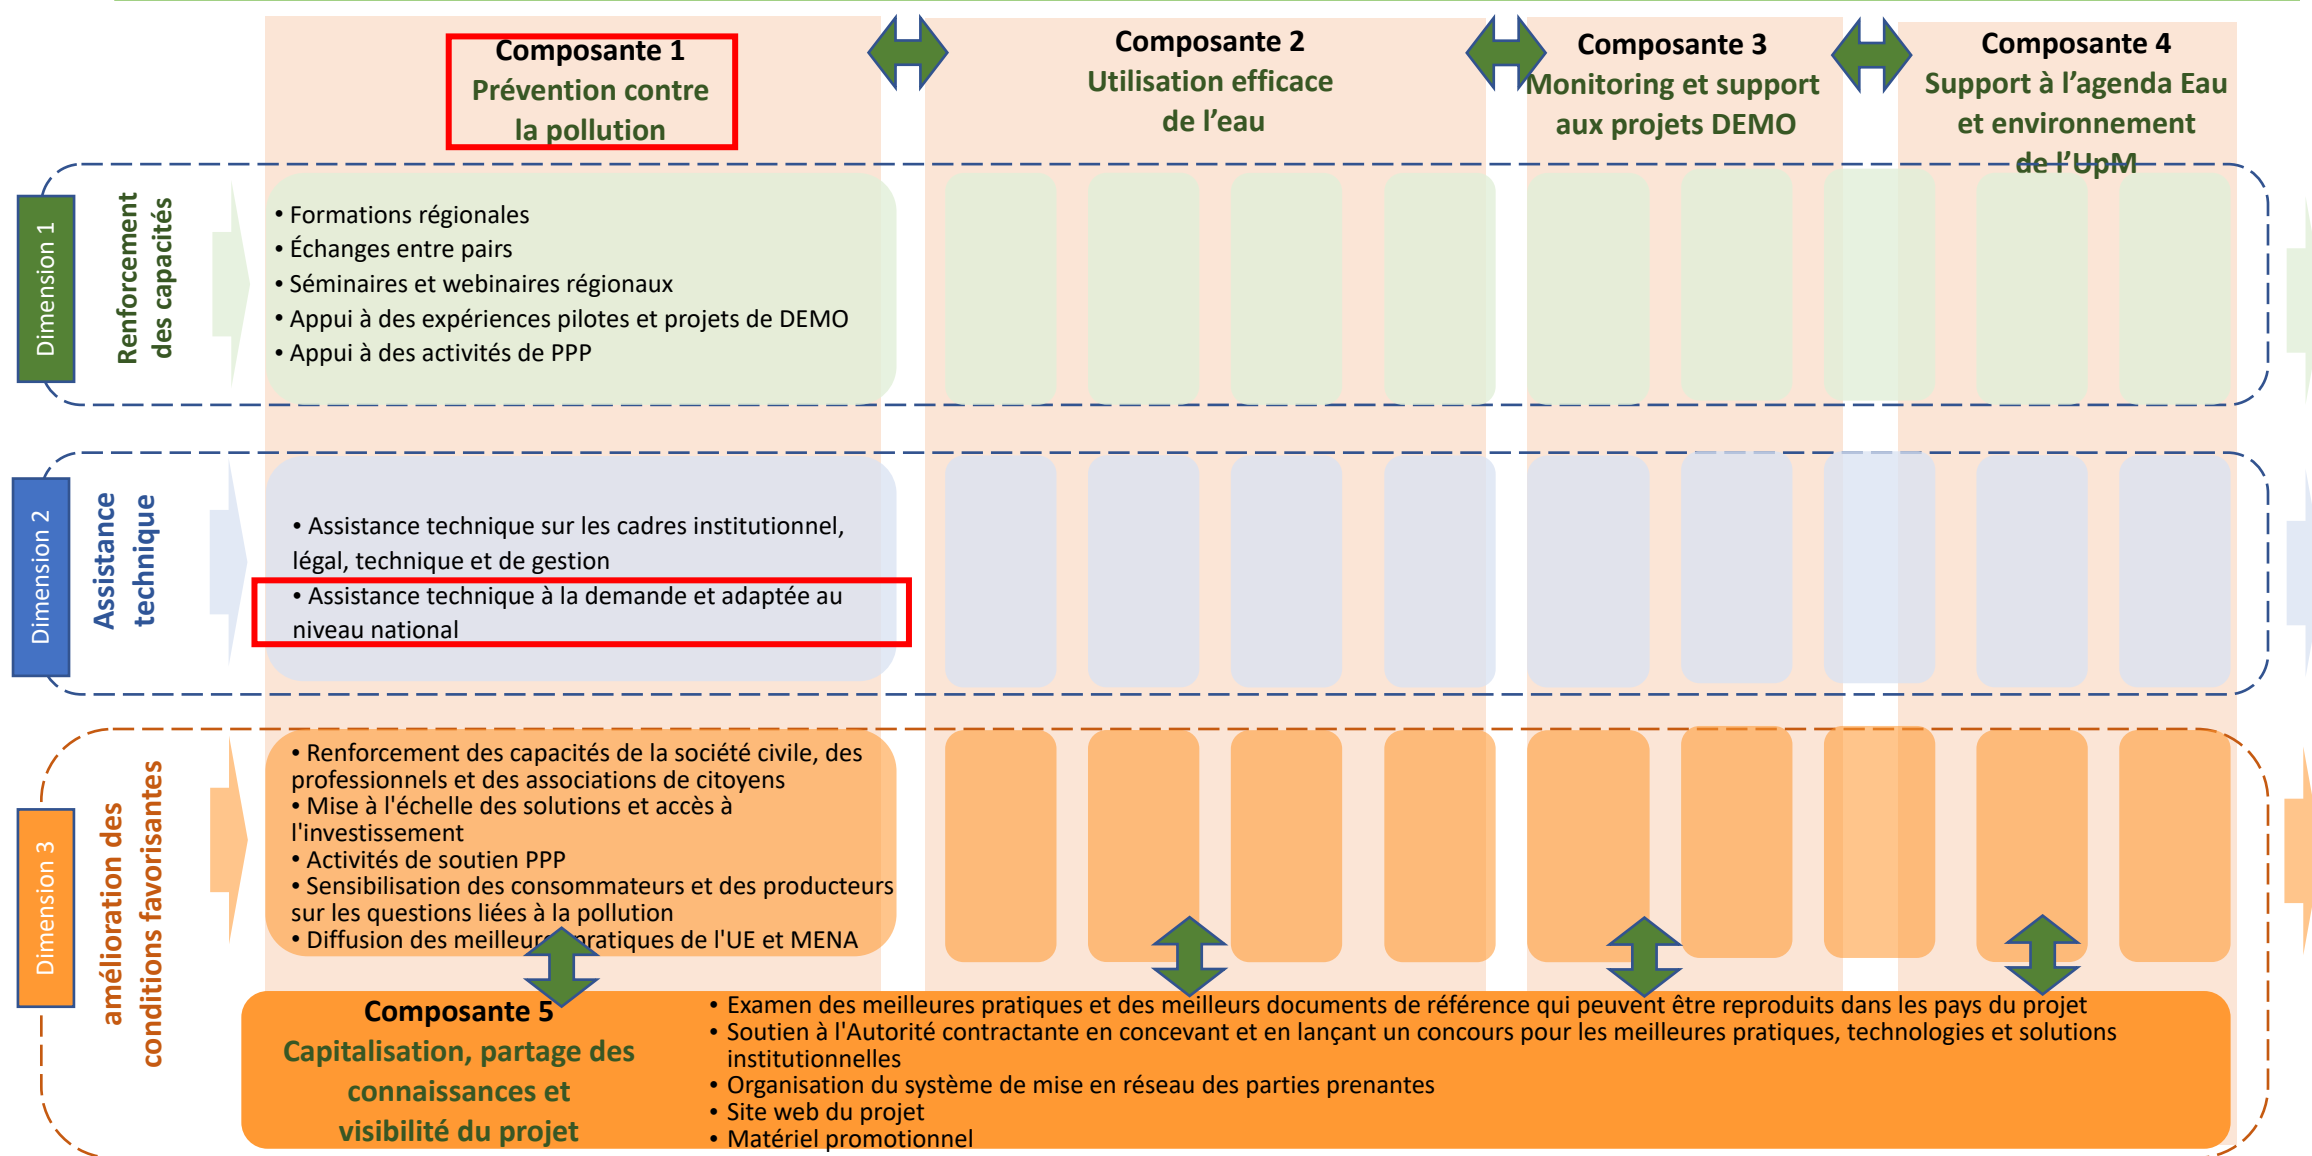 Composante 1
Prévention contre
la pollution
Composante 2
Utilisation efficace
de l'eau
Composante 3
Monitoring et support
aux projets DEMO
Composante 4
Support à l'agenda Eau
et environnement
de l'UpM
Dimension 1
Renforcement
des capacités
• Formations régionales
• Échanges entre pairs
• Séminaires et webinaires régionaux
• Appui à des expériences pilotes et projets de DEMO
• Appui à des activités de PPP
Dimension 2
Assistance
technique
• Assistance technique sur les cadres institutionnel,
légal, technique et de gestion
• Assistance technique à la demande et adaptée au
niveau national
Dimension 3
amélioration des
conditions favorisantes
• Renforcement des capacités de la société civile, des
professionnels et des associations de citoyens
• Mise à l'échelle des solutions et accès à
l'investissement
• Activités de soutien PPP
• Sensibilisation des consommateurs et des producteurs
sur les questions liées à la pollution
• Diffusion des meilleures pratiques de l'UE et MENA
Composante 5
Capitalisation, partage des
connaissances et
visibilité du projet
• Examen des meilleures pratiques et des meilleurs documents de référence qui peuvent être reproduits dans les pays du projet
• Soutien à l'Autorité contractante en concevant et en lançant un concours pour les meilleures pratiques, technologies et solutions
institutionnelles
• Organisation du système de mise en réseau des parties prenantes
• Site web du projet
• Matériel promotionnel